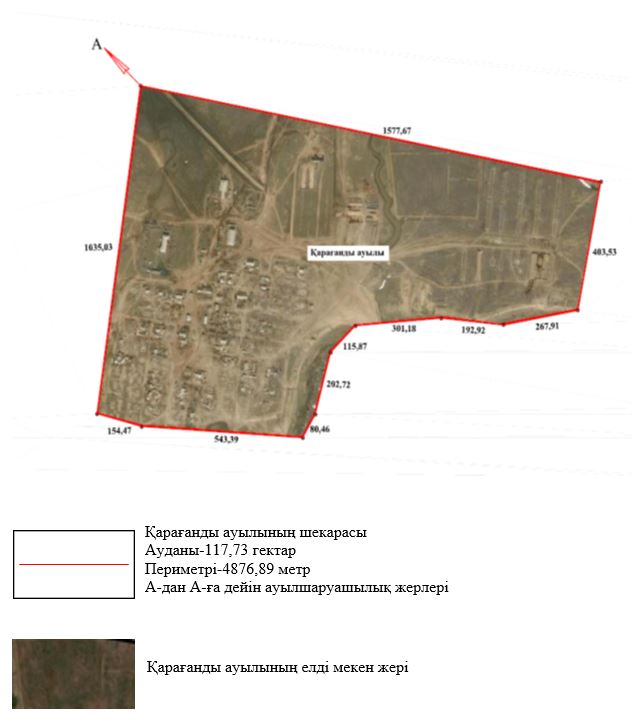 А
1577,67
1035,03
Қарағанды ауылы
403,53
301,18
192,92
267,91
115,87
202,72
154,47
543,39
80,46
Қарағанды ауылының шекарасы
Ауданы-117,73 гектар
Периметрі-4876,89 метр
А-дан А-ға дейін ауылшаруашылық жерлері
Қарағанды ауылының елді мекен жері